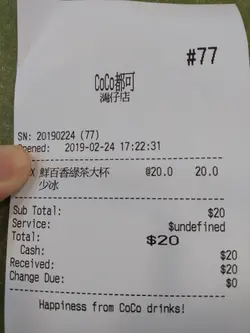 #77
CoCo都可
灣仔店
SN: 20190224 (77)
Opened: 2019-02-24 17:22:31
X 鮮百香綠茶大杯 @20.0 20.0
少冰
Sub Total: $20
Service: $undefined
Total: $20
Cash: $20
Received: $20
Change Due: $0
Happiness from CoCo drinks!